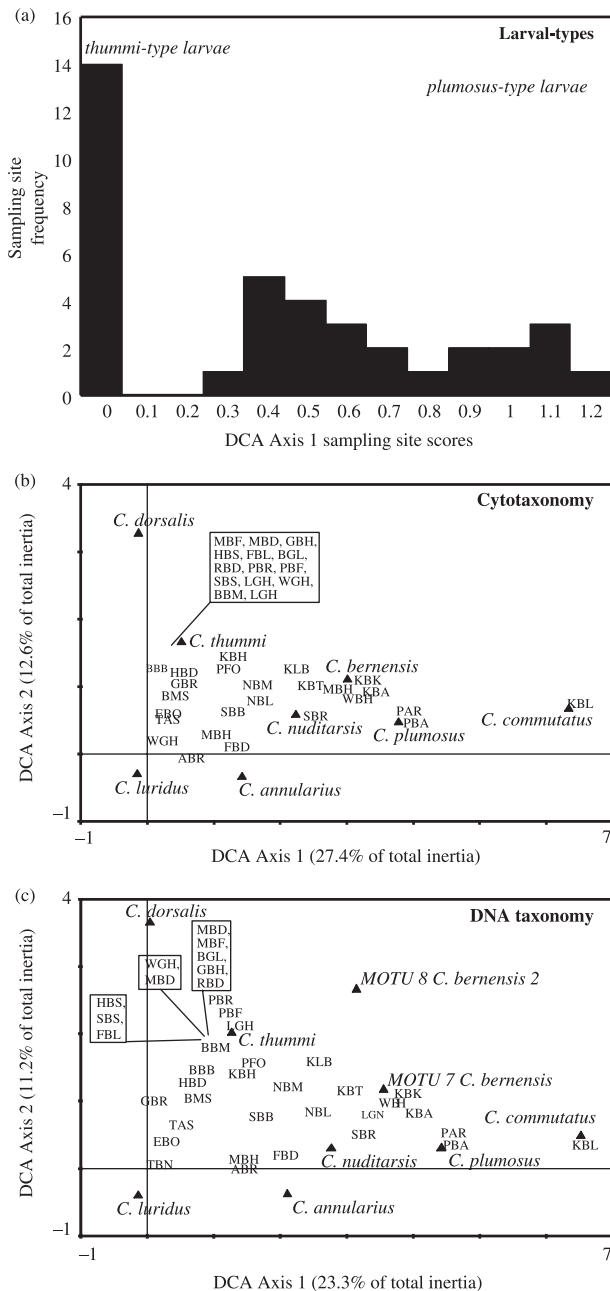 (a)
thummi-type larvae
Larval-types
plumosus-type larvae
Sampling site
frequency
16
14
12
10
8
6
4
2
0
0 0.1 0.2 0.3 0.4 0.5 0.6 0.7 0.8 0.9 1 1.1 1.2
DCA Axis 1 sampling site scores
(b)
4
Cytotaxonomy
C. dorsalis
MBF, MBD, GBH,
HBS, FBL, BGL,
RBD, PBR, PBF,
SBS, LGH, WGH,
BBM, LGH
C. thummi
KBH
BBB
HBD
PFO
KLB
C. bernensis
GBR
NBM
KBT
MBH
KBK
KBA
BMS
NBL
WBH
EBO
TAS
SBB
SBR
PAR
PBA
KBL
C. nuditarsis
C. plumosus
C. commutatus
WGH
MBH
FBD
ABR
C. luridus
C. annularius
DCA Axis 2 (12.6% of total inertia)
−1
−1
7
DCA Axis 1 (27.4% of total inertia)
(c)
4
DNA taxonomy
C. dorsalis
MBD,
MBF,
BGL,
GBH,
RBD
WGH,
MBD
HBS,
SBS,
FBL
PBR
PBF
LGH
MOTU 8 C. bernensis 2
C. thummi
BBM
PFO
KLB
BBB
KBH
HBD
NBM
MOTU 7 C. bernensis
BMS
KBT
KBK
GBR
WBH
KBA
SBB
NBL
LGN
TAS
SBR
PAR
C. commutatus
EBO
PBA
KBL
TBN
MBH
FBD
C. nuditarsis
C. plumosus
ABR
C. luridus
C. annularius
DCA Axis 2 (11.2% of total inertia)
−1
−1
7
DCA Axis 1 (23.3% of total inertia)